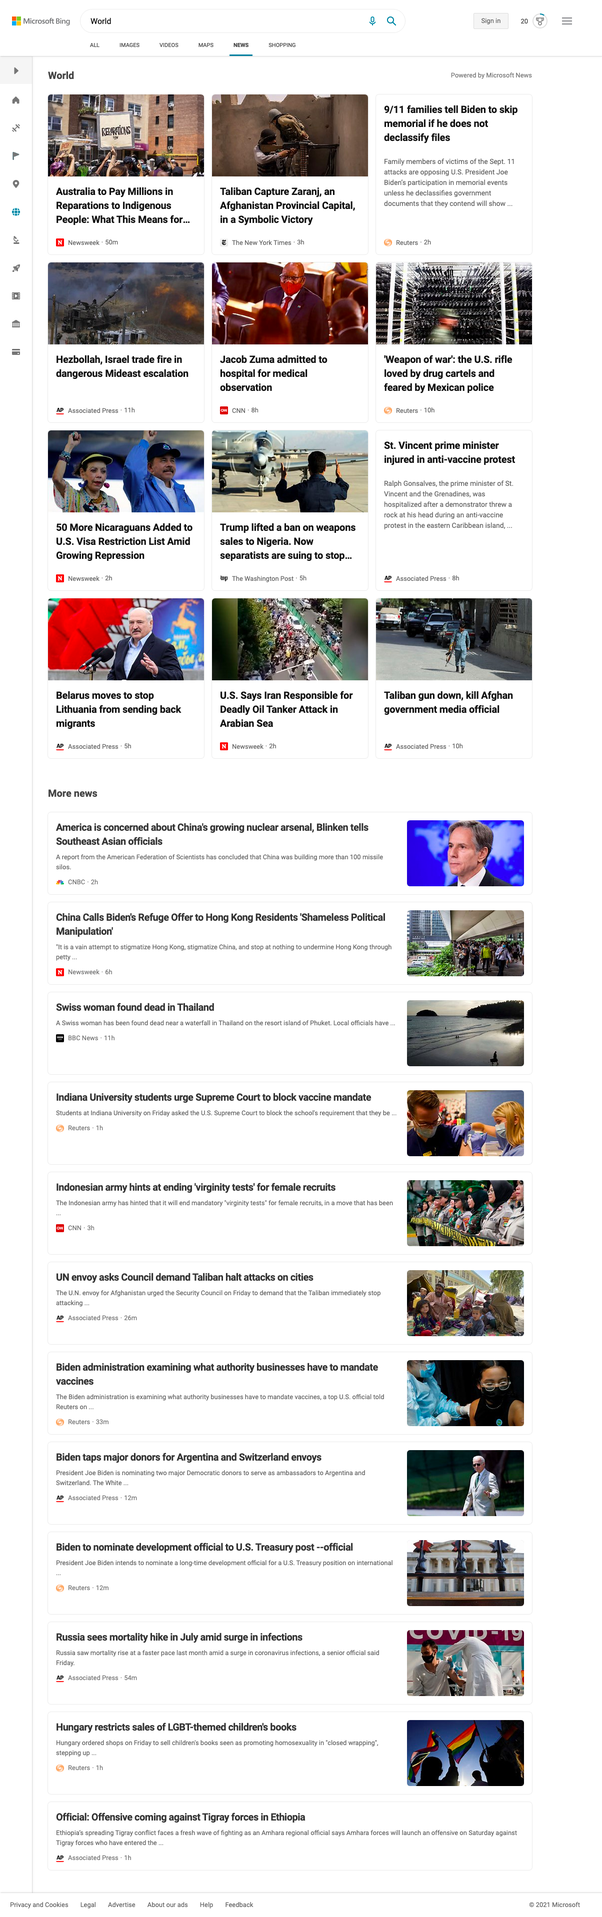 Microsoft Bing
World
Sign in
20
ALL IMAGES VIDEOS MAPS NEWS SHOPPING
World
Powered by Microsoft News
REPARATIONS
Australia to Pay Millions in
Reparations to Indigenous
People: What This Means for...
Newsweek · 50m
Taliban Capture Zaranj, an
Afghanistan Provincial Capital,
in a Symbolic Victory
The New York Times · 3h
9/11 families tell Biden to skip
memorial if he does not
declassify files
Family members of victims of the Sept. 11
attacks are opposing U.S. President Joe
Biden's participation in memorial events
unless he declassifies government
documents that they contend will show ...
Reuters · 2h
Hezbollah, Israel trade fire in
dangerous Mideast escalation
AP Associated Press · 11h
Jacob Zuma admitted to
hospital for medical
observation
CNN · 8h
'Weapon of war': the U.S. rifle
loved by drug cartels and
feared by Mexican police
Reuters · 10h
50 More Nicaraguans Added to
U.S. Visa Restriction List Amid
Growing Repression
Newsweek · 2h
Trump lifted a ban on weapons
sales to Nigeria. Now
separatists are suing to stop...
wp The Washington Post · 5h
St. Vincent prime minister
injured in anti-vaccine protest
Ralph Gonsalves, the prime minister of St.
Vincent and the Grenadines, was
hospitalized after a demonstrator threw a
rock at his head during an anti-vaccine
protest in the eastern Caribbean island, ...
AP Associated Press · 8h
Belarus moves to stop
Lithuania from sending back
migrants
AP Associated Press · 5h
U.S. Says Iran Responsible for
Deadly Oil Tanker Attack in
Arabian Sea
Newsweek · 2h
Taliban gun down, kill Afghan
government media official
AP Associated Press · 10h
More news
America is concerned about China's growing nuclear arsenal, Blinken tells
Southeast Asian officials
A report from the American Federation of Scientists has concluded that China was building more than 100 missile
silos.
CNBC · 2h
China Calls Biden's Refuge Offer to Hong Kong Residents 'Shameless Political
Manipulation'
"It is a vain attempt to stigmatize Hong Kong, stigmatize China, and stop at nothing to undermine Hong Kong through
petty ...
Newsweek · 6h
Swiss woman found dead in Thailand
A Swiss woman has been found dead near a waterfall in Thailand on the resort island of Phuket. Local officials have ...
BBC News · 11h
Indiana University students urge Supreme Court to block vaccine mandate
Students at Indiana University on Friday asked the U.S. Supreme Court to block the school's requirement that they be ...
Reuters · 1h
Indonesian army hints at ending 'virginity tests' for female recruits
The Indonesian army has hinted that it will end mandatory "virginity tests" for female recruits, in a move that has been
...
CNN · 3h
UN envoy asks Council demand Taliban halt attacks on cities
The U.N. envoy for Afghanistan urged the Security Council on Friday to demand that the Taliban immediately stop
attacking ...
AP Associated Press · 26m
Biden administration examining what authority businesses have to mandate
vaccines
The Biden administration is examining what authority businesses have to mandate vaccines, a top U.S. official told
Reuters on ...
Reuters · 33m
Biden taps major donors for Argentina and Switzerland envoys
President Joe Biden is nominating two major Democratic donors to serve as ambassadors to Argentina and
Switzerland. The White ...
AP Associated Press · 12m
Biden to nominate development official to U.S. Treasury post --official
President Joe Biden intends to nominate a long-time development official for a U.S. Treasury position on international
...
Reuters · 12m
Russia sees mortality hike in July amid surge in infections
Russia saw mortality rise at a faster pace last month amid a surge in coronavirus infections, a senior official said
Friday.
AP Associated Press · 54m
COVID-19
Hungary restricts sales of LGBT-themed children's books
Hungary ordered shops on Friday to sell children's books seen as promoting homosexuality in "closed wrapping",
stepping up ...
Reuters · 1h
Official: Offensive coming against Tigray forces in Ethiopia
Ethiopia's spreading Tigray conflict faces a fresh wave of fighting as an Amhara regional official says Amhara forces will launch an offensive on Saturday against
Tigray forces who have entered the ...
AP Associated Press · 1h
Privacy and Cookies Legal Advertise About our ads Help Feedback © 2021 Microsoft